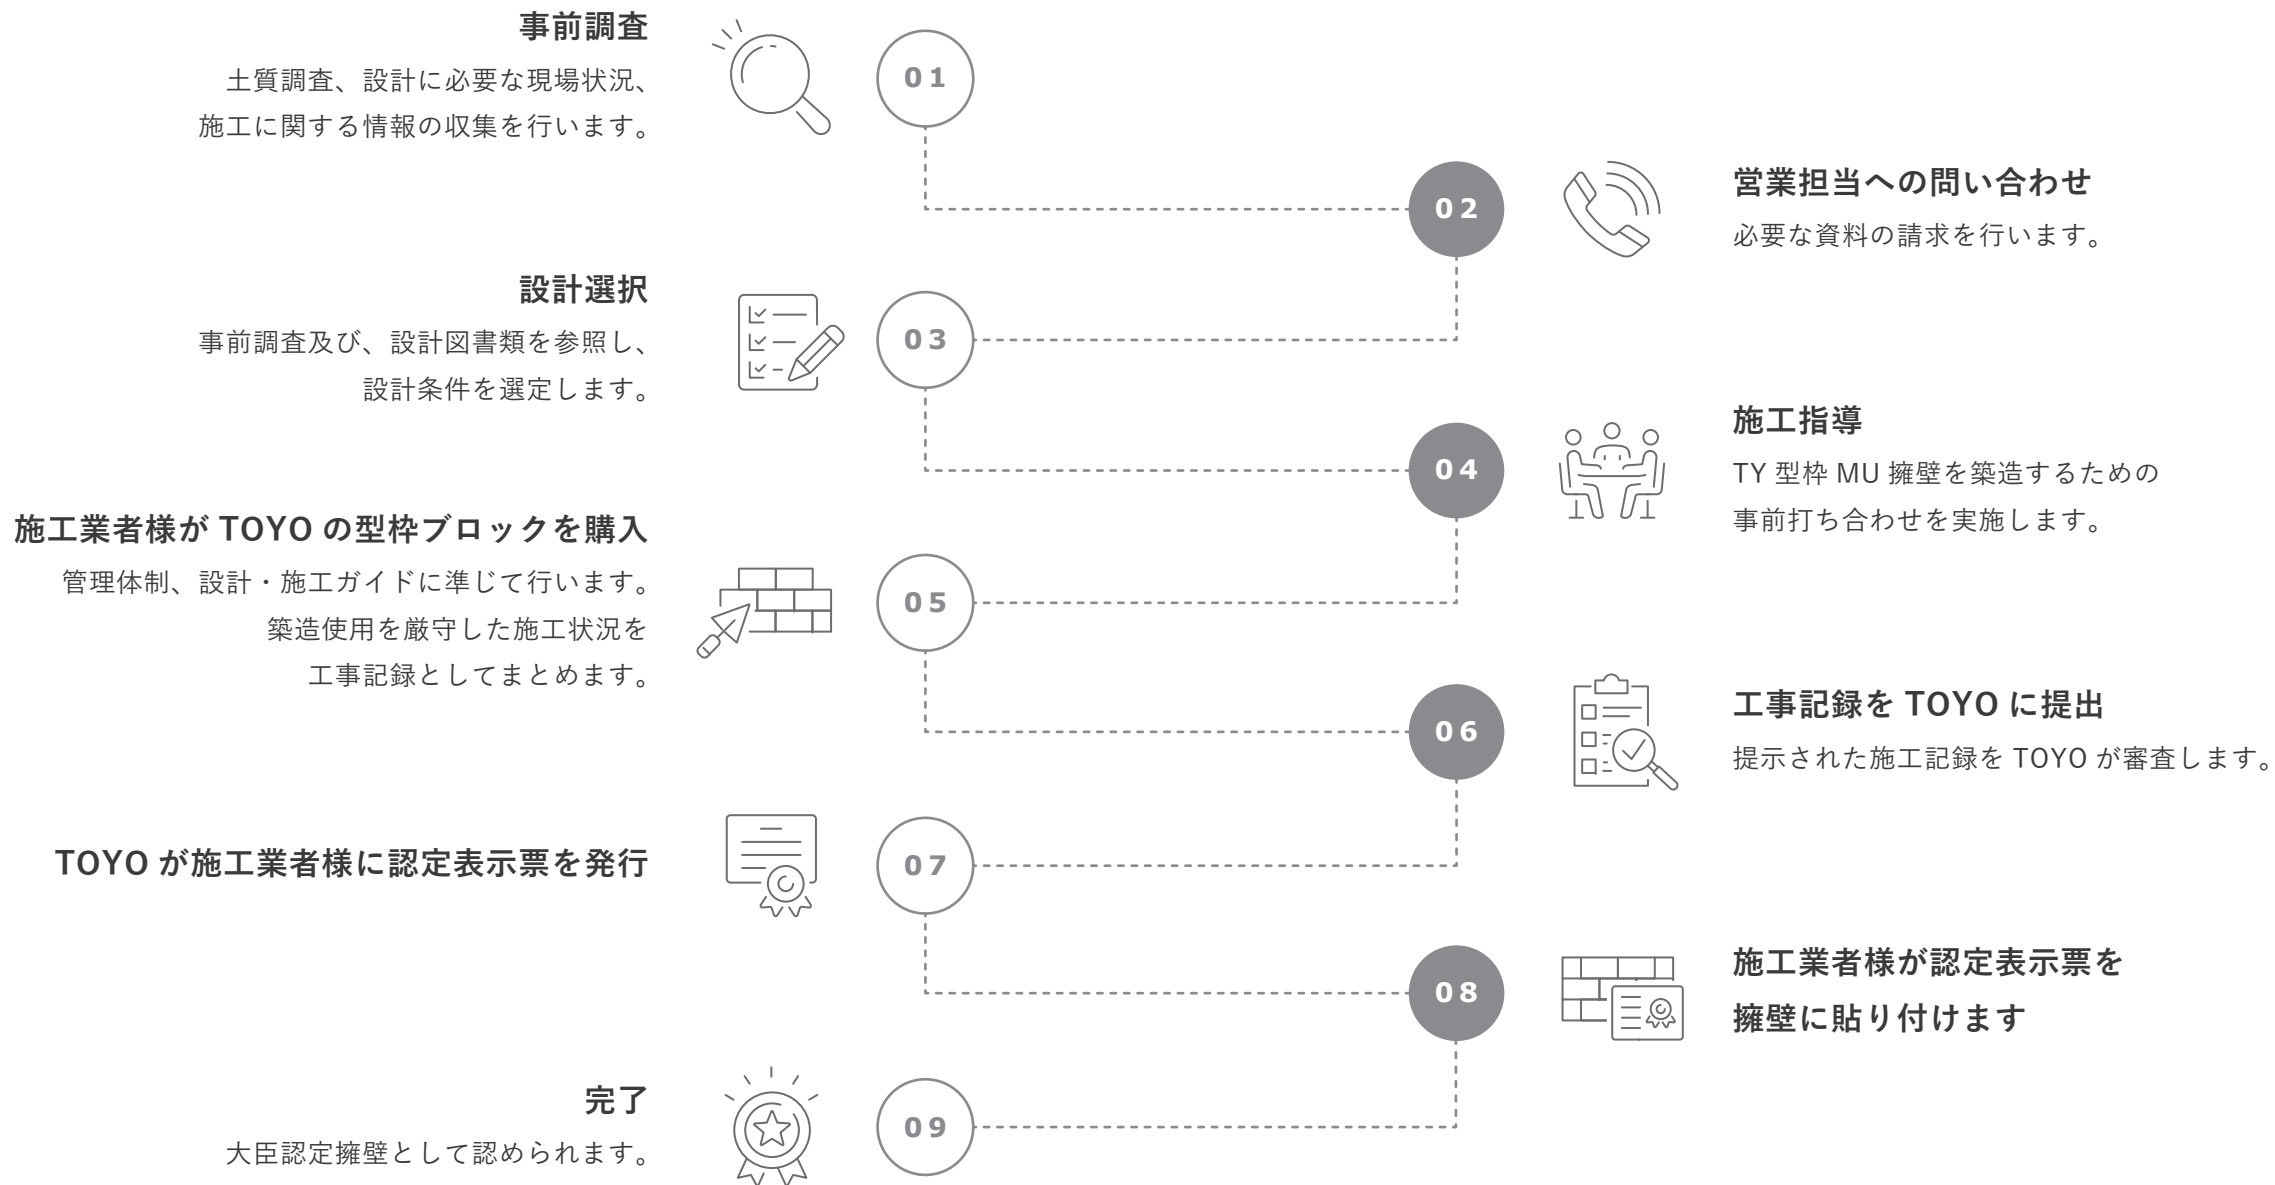 01
事前調査
土質調査、設計に必要な現場状況、
施工に関する情報の収集を行います。
02
営業担当への問い合わせ
必要な資料の請求を行います。
03
設計選択
事前調査及び、設計図書類を参照し、
設計条件を選定します。
04
施工指導
TY 型枠 MU 擁壁を築造するための
事前打ち合わせを実施します。
05
施工業者様が TOYO の型枠ブロックを購入
管理体制、設計・施工ガイドに準じて行います。
築造使用を厳守した施工状況を
工事記録としてまとめます。
06
工事記録を TOYO に提出
提示された施工記録を TOYO が審査します。
07
TOYO が施工業者様に認定表示票を発行
08
施工業者様が認定表示票を
擁壁に貼り付けます
09
完了
大臣認定擁壁として認められます。